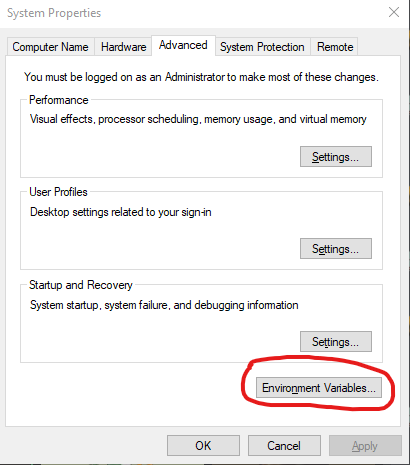 System Properties
Computer Name Hardware Advanced System Protection Remote
You must be logged on as an Administrator to make most of these changes.
Performance
Visual effects, processor scheduling, memory usage, and virtual memory
Settings...
User Profiles
Desktop settings related to your sign-in
Settings...
Startup and Recovery
System startup, system failure, and debugging information
Settings...
Environment Variables...
OK Cancel Apply